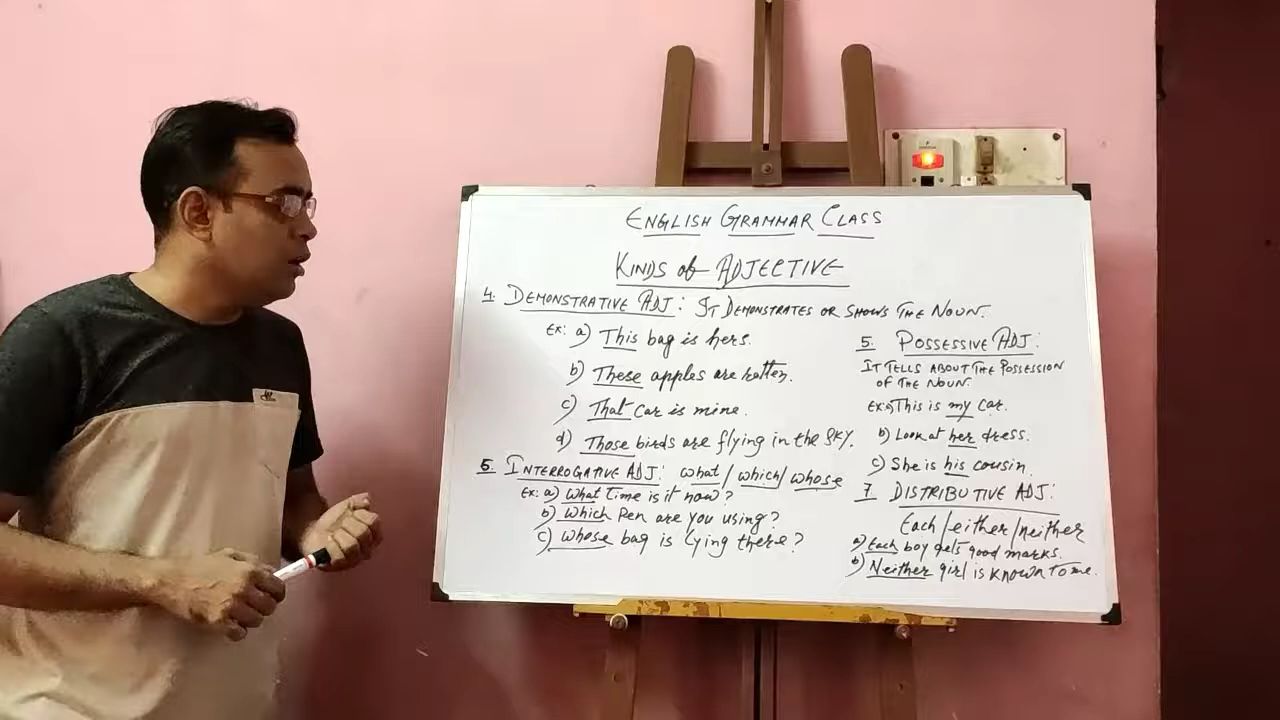 ENGLISH GRAMMAR CLASS
KINDS of ADJECTIVE
4. DEMONSTRATIVE ADJ: IT DEMONSTRATES OR SHOWS THE NOUN.
Ex: a) This bag is hers.
b) These apples are rotten.
c) That car is mine.
d) Those birds are flying in the SKY.
5. POSSESSIVE ADJ:
IT TELLS ABOUT THE POSSESSION
OF THE NOUN.
Ex: a) This is my car.
b) Look at her dress.
c) She is his cousin.
6. INTERROGATIVE ADJ: what/which/whose
Ex: a) What Time is it now?
b) Which Pen are you using?
c) Whose bag is lying there?
7. DISTRIBUTIVE ADJ:
Each/either/neither
a) Each boy gets good marks.
b) Neither girl is known to me.